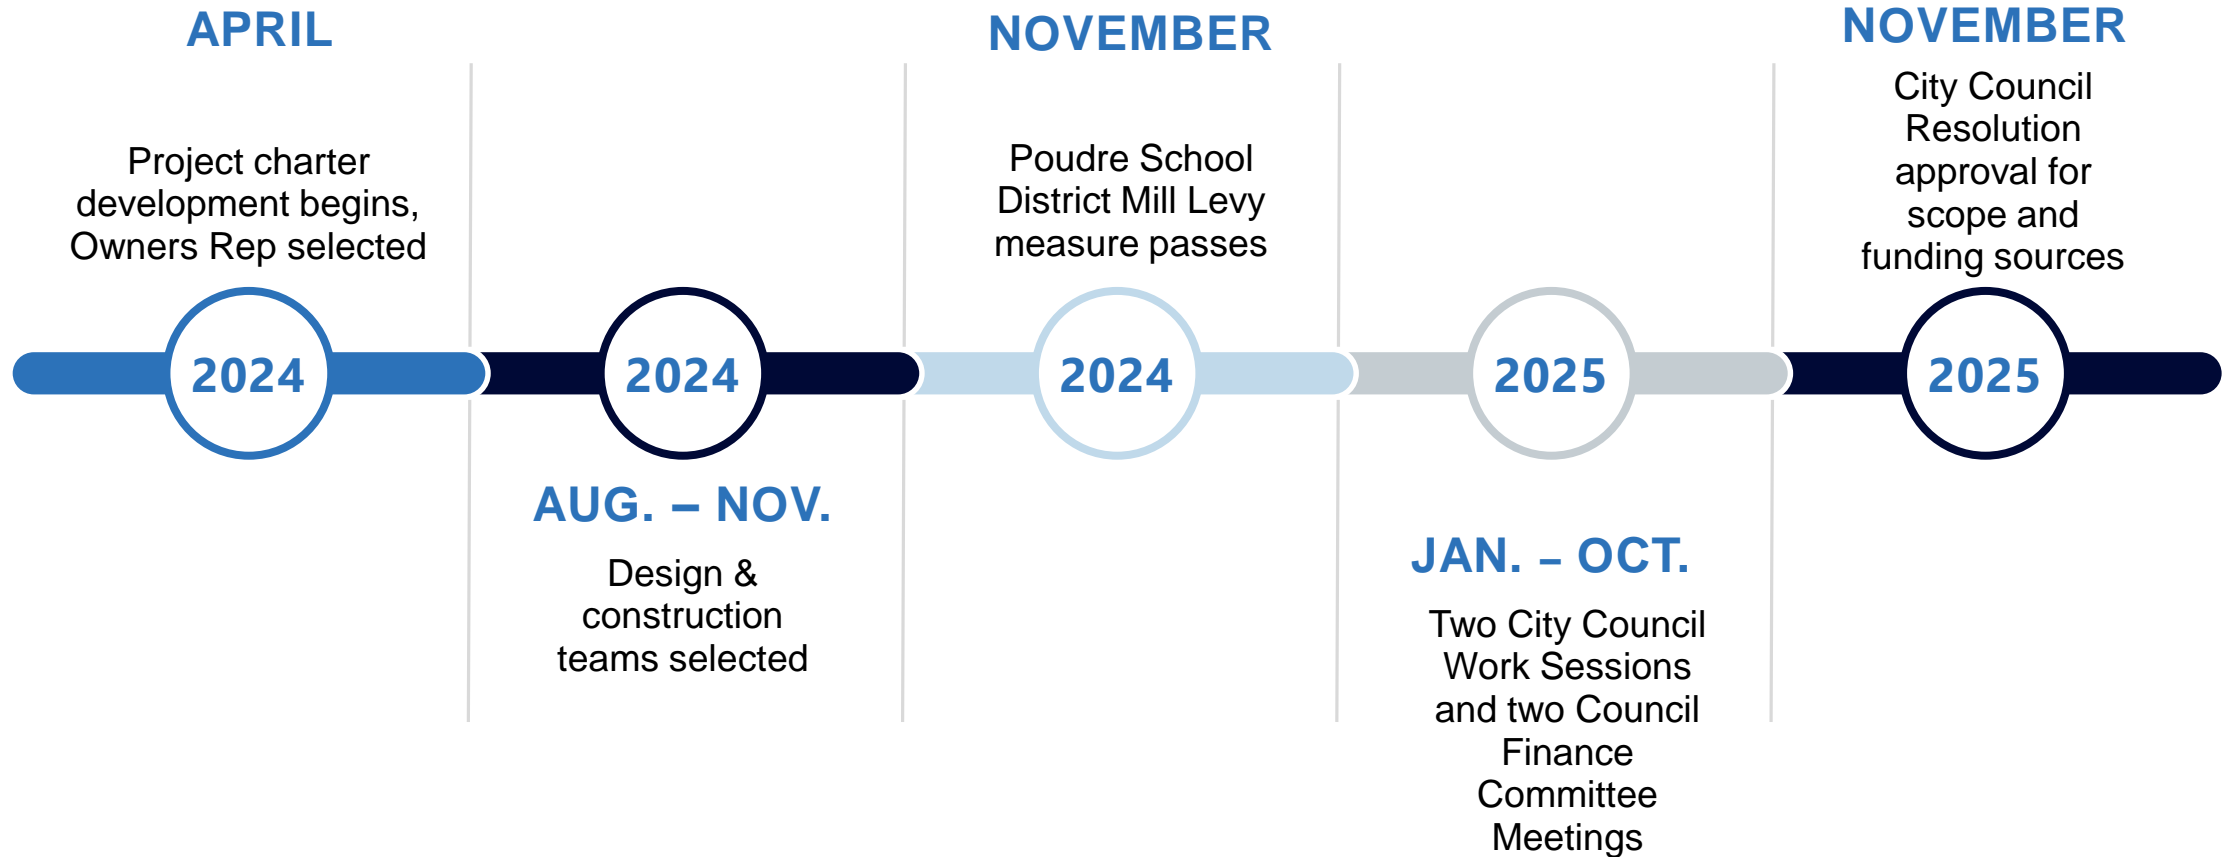 APRIL
Project charter
development begins,
Owners Rep selected
2024
2024
AUG. – NOV.
Design &
construction
teams selected
NOVEMBER
Poudre School
District Mill Levy
measure passes
2024
2025
JAN. – OCT.
Two City Council
Work Sessions
and two Council
Finance
Committee
Meetings
NOVEMBER
City Council
Resolution
approval for
scope and
funding sources
2025